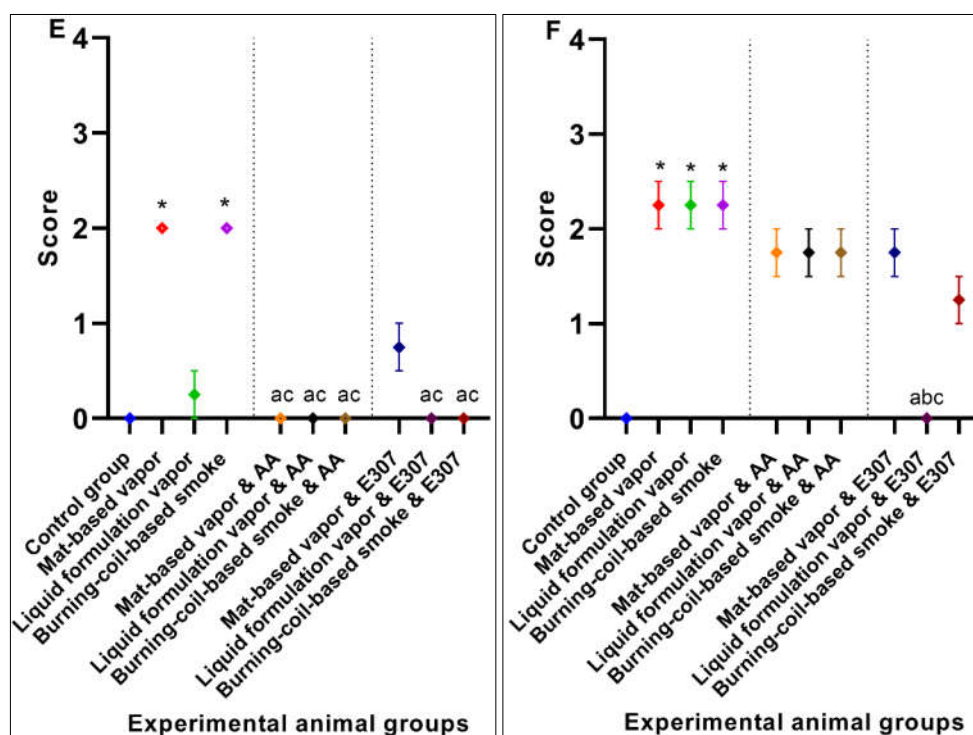 E
4
3
2
1
0
Score
*
*
ac ac ac
ac ac
Control group
Mat-based vapor
Liquid formulation vapor
Burning-coil-based smoke
Mat-based vapor & AA
Liquid formulation vapor & AA
Burning-coil-based smoke & AA
Mat-based vapor & E307
Liquid formulation vapor & E307
Burning-coil-based smoke & E307
Experimental animal groups
F
4
3
2
1
0
Score
* * *
abc
Control group
Mat-based vapor
Liquid formulation vapor
Burning-coil-based smoke
Mat-based vapor & AA
Liquid formulation vapor & AA
Burning-coil-based smoke & AA
Mat-based vapor & E307
Liquid formulation vapor & E307
Burning-coil-based smoke & E307
Experimental animal groups